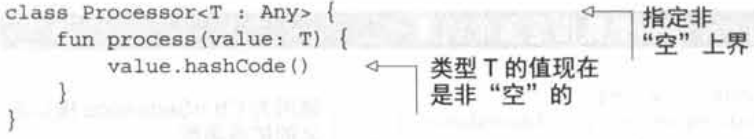 class Processor<T : Any> {
指定非
“空”上界
    fun process(value: T) {
        value.hashCode()
类型 T 的值现在
是非“空”的
    }
}